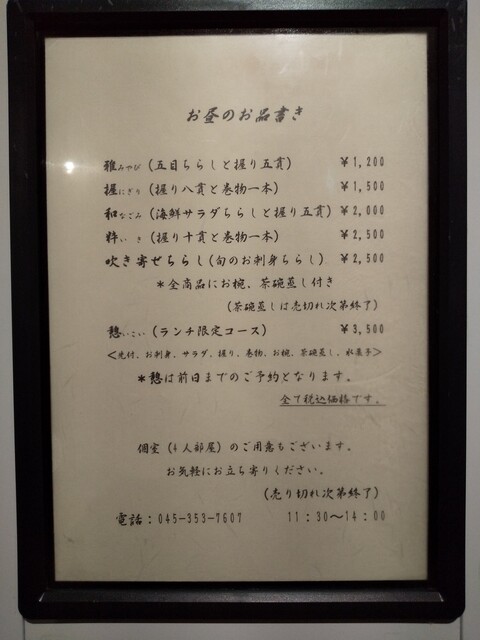 お昼のお品書き
雅みやび (五目ちらしと握り五貫) ¥1,200
握にぎり (握り八貫と巻物一本) ¥1,500
和なごみ (海鮮サラダちらしと握り五貫) ¥2,000
粋いき (握り十貫と巻物一本) ¥2,500
吹き寄せちらし(旬のお刺身ちらし) ¥2,500
*全商品にお椀、茶碗蒸し付き
(茶碗蒸しは売切れ次第終了)
憩いこい (ランチ限定コース) ¥3,500
<先付、お刺身、サラダ、握り、巻物、お椀、茶碗蒸し、水菓子>
*憩は前日までのご予約となります。
全て税込価格です。
個室 (4人部屋) のご用意もございます。
お気軽にお立ち寄りください。
(売り切れ次第終了)
電話:045-353-7607 11:30～14:00